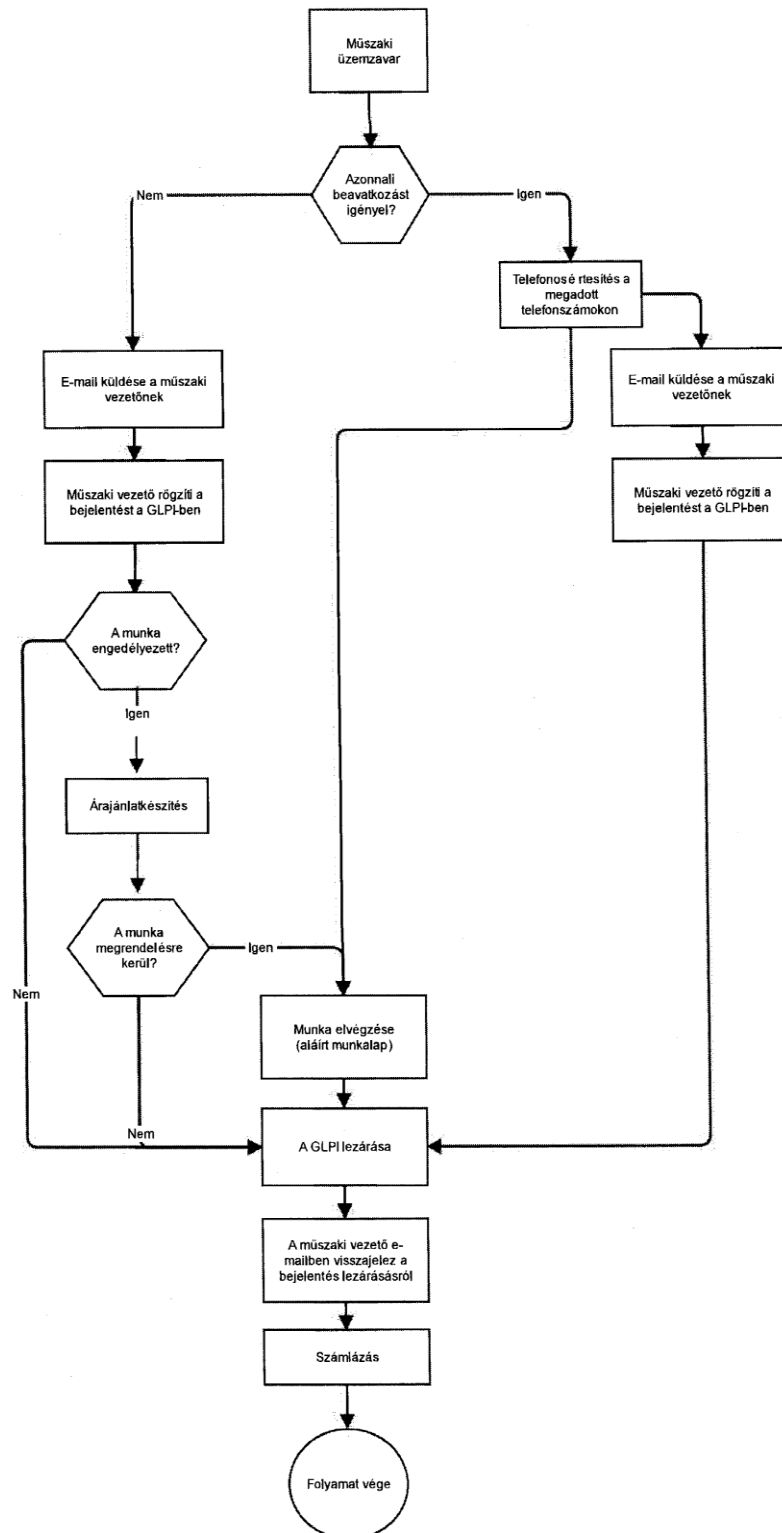 Műszaki
üzemzavar
Azonnali
beavatkozást
igényel?
Nem
Igen
Telefonosé rtesítés a
megadott
telefonszámokon
E-mail küldése a műszaki
vezetőnek
E-mail küldése a műszaki
vezetőnek
Műszaki vezető rögzíti a
bejelentést a GLPI-ben
Műszaki vezető rögzíti a
bejelentést a GLPI-ben
A munka
engedélyezett?
Igen
Árajánlatkészítés
A munka
megrendelésre
kerül?
Igen
Nem
Munka elvégzése
(aláírt munkalap)
Nem
A GLPI lezárása
A műszaki vezető e-
mailben visszajelez a
bejelentés lezárásásról
Számlázás
Folyamat vége